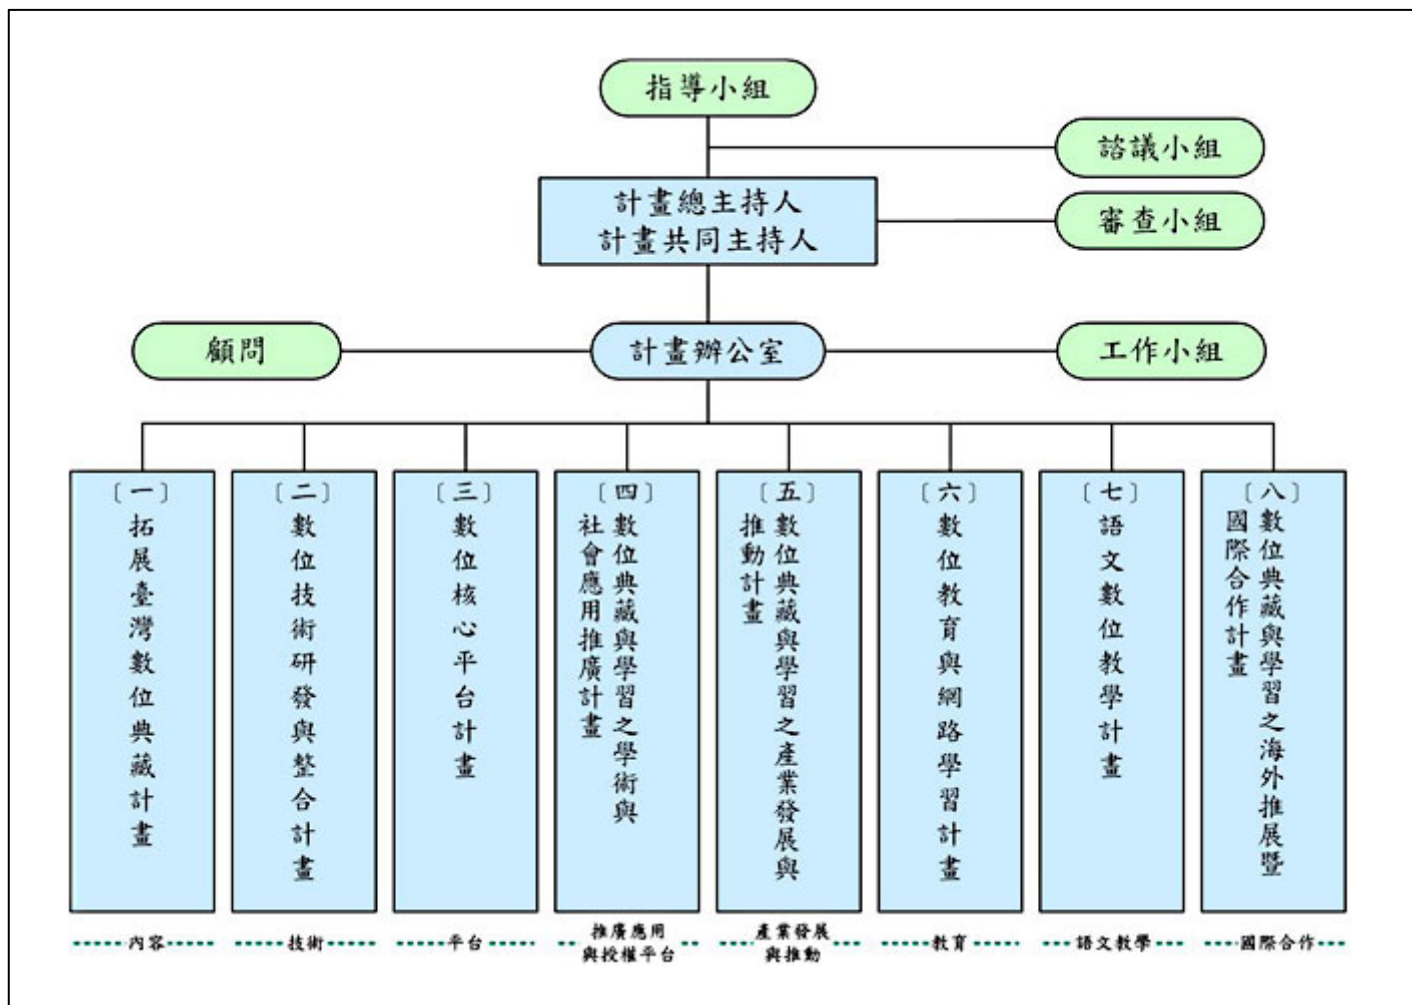 指導小組
諮議小組
計畫總主持人
計畫共同主持人
審查小組
顧問
計畫辦公室
工作小組
〔一〕
拓展臺灣數位典藏計畫
〔二〕
數位技術研發與整合計畫
〔三〕
數位核心平台計畫
〔四〕
數位典藏與學習之學術與
社會應用推廣計畫
〔五〕
數位典藏與學習之產業發展與
推動計畫
〔六〕
數位教育與網路學習計畫
〔七〕
語文數位教學計畫
〔八〕
數位典藏與學習之海外推展暨
國際合作計畫
內容
技術
平台
推廣應用
與授權平台
產業發展
與推動
教育
語文教學
國際合作